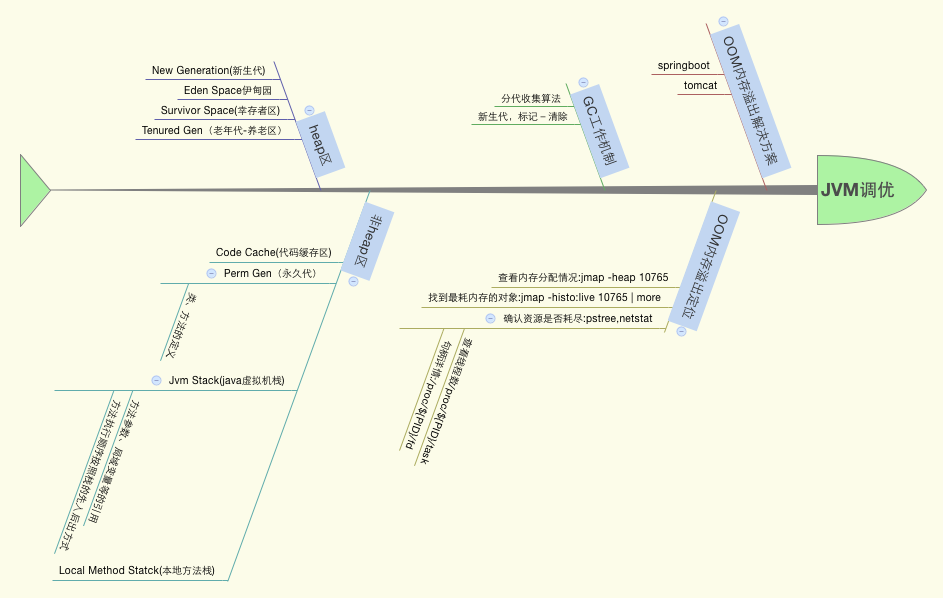 JVM调优
OOM内存溢出解决方案
springboot
tomcat
GC工作机制
分代收集算法
新生代，标记－清除
heap区
New Generation(新生代)
Eden Space伊甸园
Survivor Space(幸存者区)
Tenured Gen（老年代-养老区）
OOM内存溢出定位
查看内存分配情况:jmap -heap 10765
找到最耗内存的对象:jmap -histo:live 10765 | more
确认资源是否耗尽:pstree,netstat
查看线程数/proc/${PID}/task
句柄详情:/proc/${PID}/fd
非heap区
Code Cache(代码缓存区)
Perm Gen（永久代）
类、方法的定义
Jvm Stack(java虚拟机栈)
方法参数、局域变量等的引用
方法执行顺序按照栈的先入后出方式
Local Method Statck(本地方法栈)